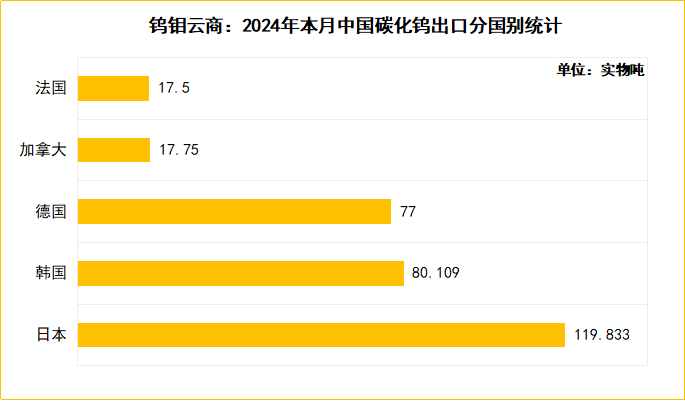 钨钼云商：2024年本月中国碳化钨出口分国别统计
单位：实物吨
法国 17.5
加拿大 17.75
德国 77
韩国 80.109
日本 119.833